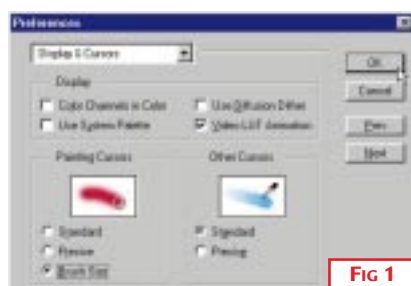 Preferences
Display & Cursors
OK
Cancel
Prev
Next
Display
Color Channels in Color
Use Diffusion Dither
Use System Palette
Video LUT Animation
Painting Cursors
Other Cursors
Standard
Standard
Precise
Precise
Brush Size
FIG 1